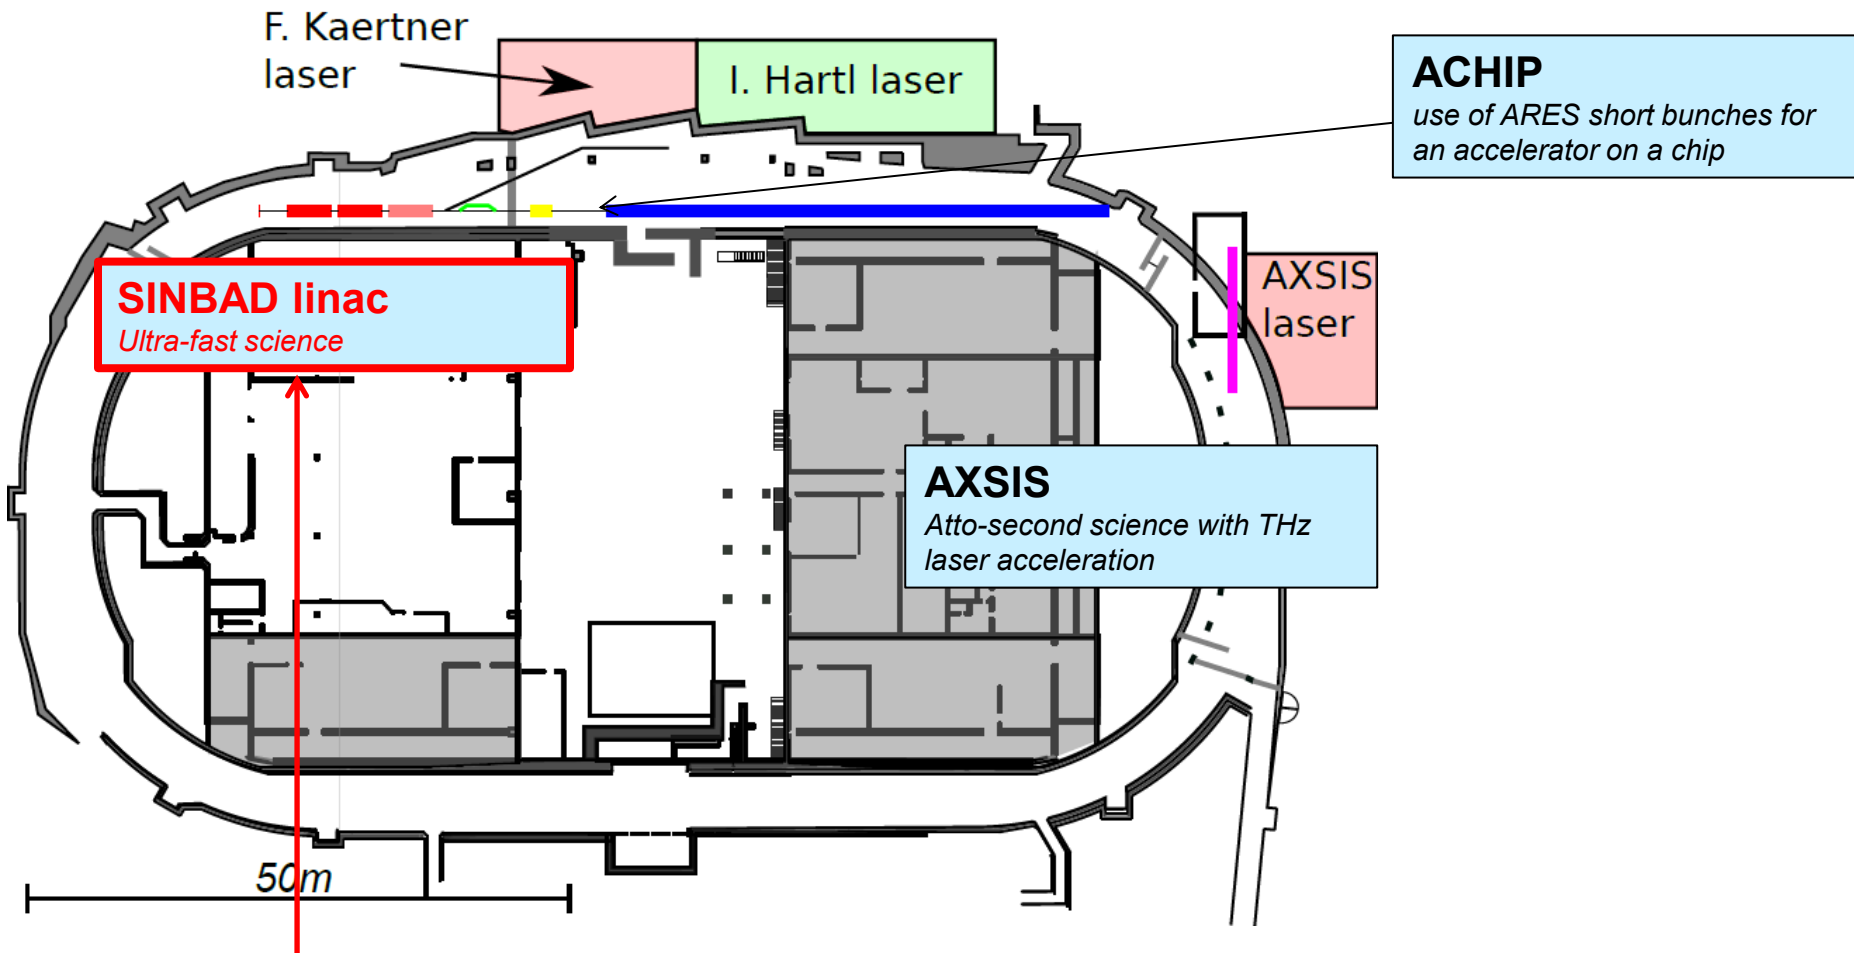 F. Kaertner
laser
I. Hartl laser
ACHIP
use of ARES short bunches for
an accelerator on a chip
SINBAD linac
Ultra-fast science
AXSIS
laser
AXSIS
Atto-second science with THz
laser acceleration
50m